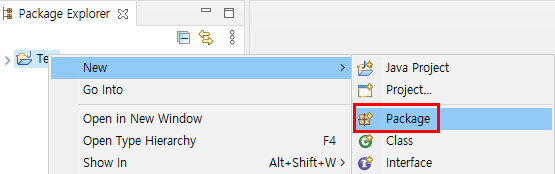 Package Explorer
Te
New
Go Into
Open in New Window
Open Type Hierarchy F4
Show In Alt+Shift+W
Java Project
Project...
Package
Class
Interface